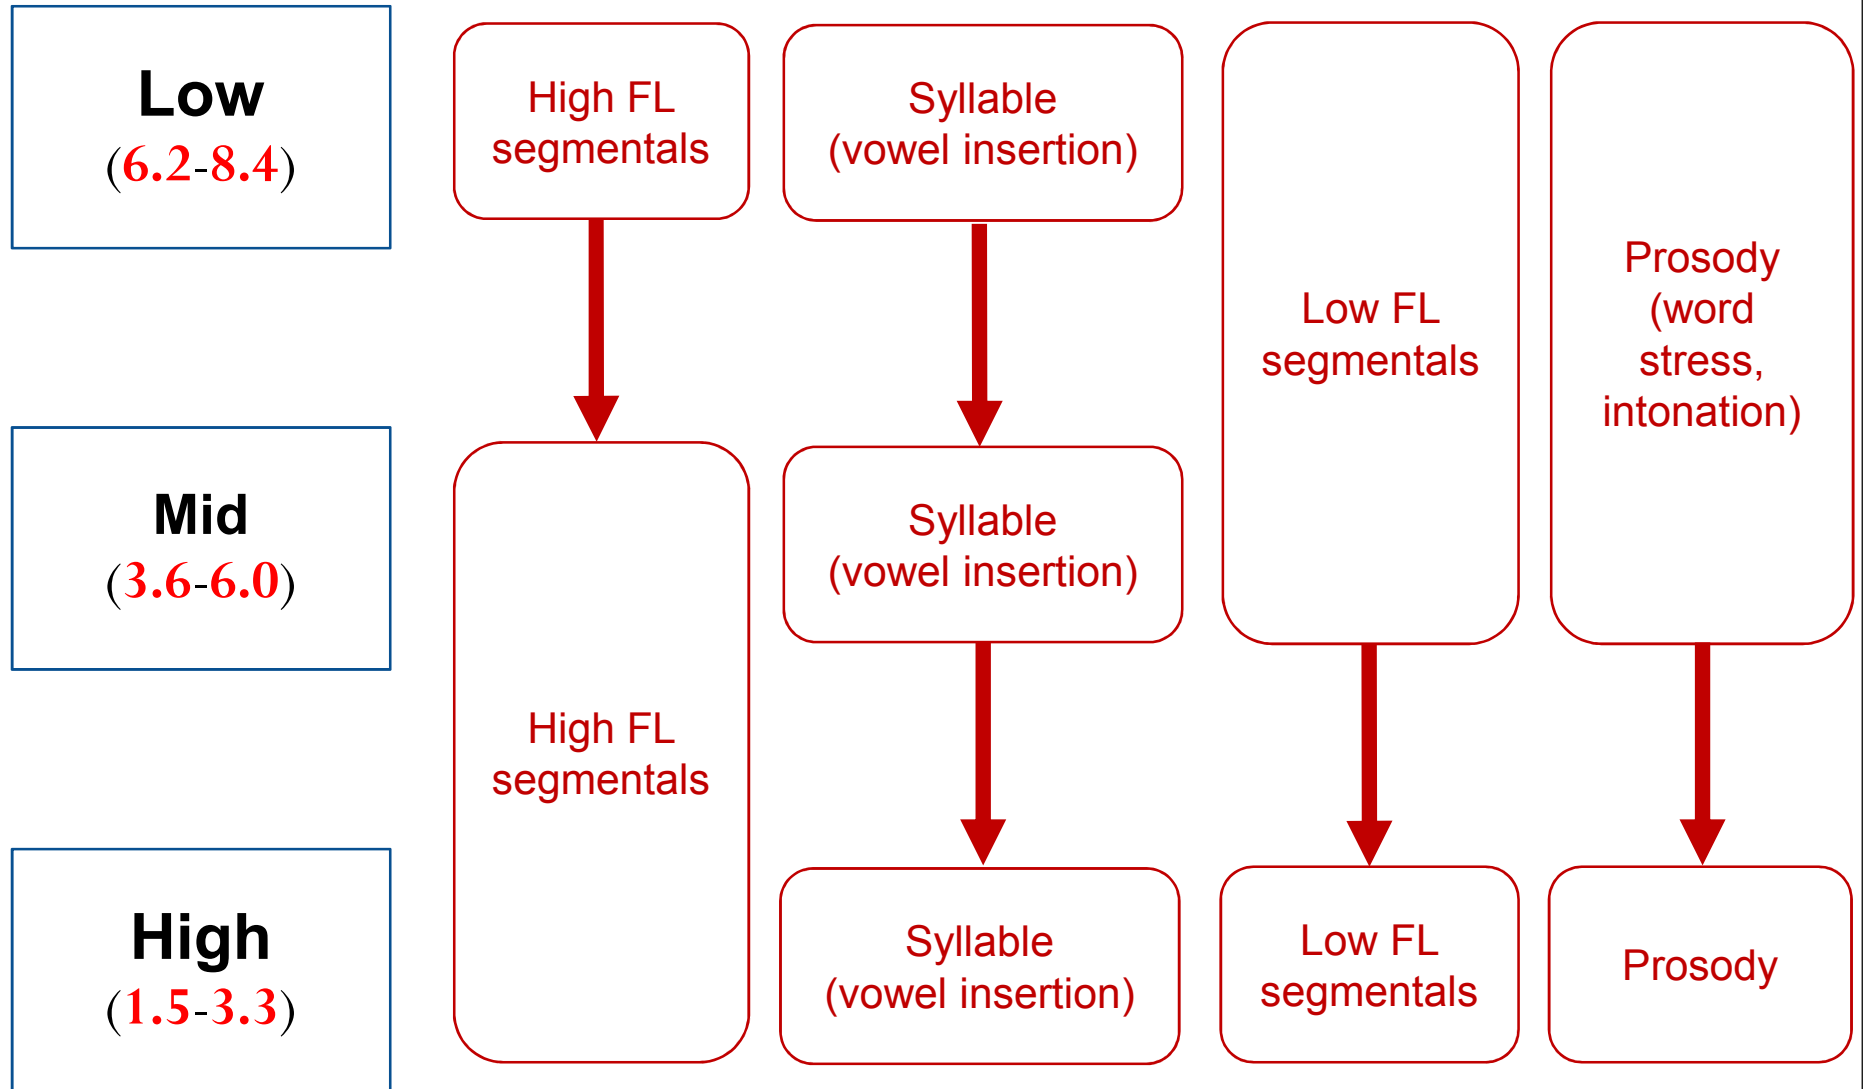 Low
(6.2-8.4)
High FL
segmentals
Syllable
(vowel insertion)
Low FL
segmentals
Prosody
(word
stress,
intonation)
Mid
(3.6-6.0)
High FL
segmentals
Syllable
(vowel insertion)
High
(1.5-3.3)
Syllable
(vowel insertion)
Low FL
segmentals
Prosody